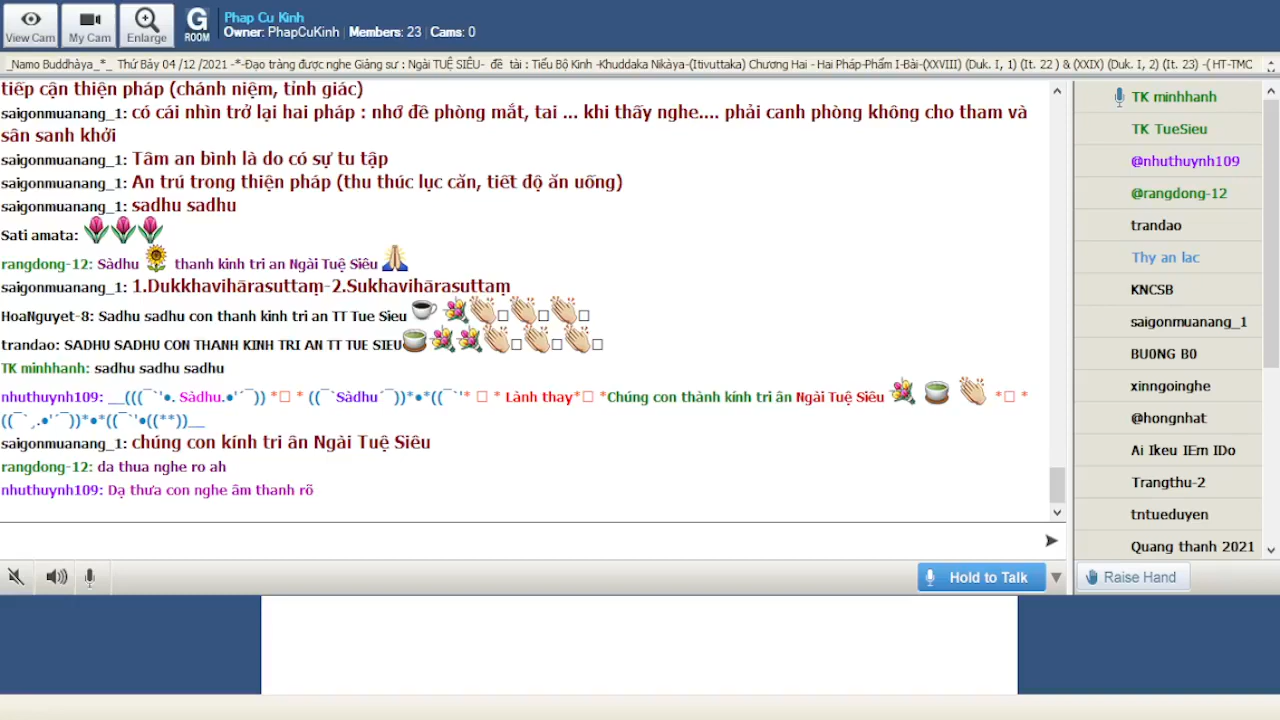 View Cam
My Cam
Enlarge
G
ROOM
Phap Cu Kinh
Owner: PhapCuKinh | Members: 23 | Cams: 0
_Namo Buddhàya_*_ Thứ Bảy 04 /12 /2021 -*-Đạo tràng được nghe Giảng sư : Ngài TUỆ SIÊU- đề tài : Tiểu Bộ Kinh -Khuddaka Nikàya-(Itivuttaka) Chương Hai - Hai Pháp-Phẩm I-Bài-(XXVIII) (Duk. I, 1) (It. 22 ) & (XXIX) (Duk. I, 2) (It. 23) -( HT-TMC
tiếp cận thiện pháp (chánh niệm, tỉnh giác)
saigonmuanang_1: có cái nhìn trở lại hai pháp : nhớ đề phòng mắt, tai ... khi thấy nghe.... phải canh phòng không cho tham và
sân sanh khởi
saigonmuanang_1: Tâm an bình là do có sự tu tập
saigonmuanang_1: An trú trong thiện pháp (thu thúc lục căn, tiết độ ăn uống)
saigonmuanang_1: sadhu sadhu
Sati amata: 🌷🌷🌷
rangdong-12: Sàdhu 🌻 thanh kinh tri an Ngài Tuệ Siêu 🙏
saigonmuanang_1: 1.Dukkhavihārasuttaṃ-2.Sukhavihārasuttaṃ
HoaNguyet-8: Sadhu sadhu con thanh kinh tri an TT Tue Sieu ☕ 💐👏▯👏▯👏▯
trandao: SADHU SADHU CON THANH KINH TRI AN TT TUE SIEU🍵💐💐👏▯👏▯👏▯
TK minhhanh: sadhu sadhu sadhu
nhuthuynh109: __(((¯`'●. Sàdhu.●'´¯)) *▯ * ((¯`Sàdhu´¯))*●*((¯`'* ▯ * Lành thay*▯ *Chúng con thành kính tri ân Ngài Tuệ Siêu 💐 🍵 👏 *▯ *
((¯`¸.●'´¯))*●*((¯`'●((**))__
saigonmuanang_1: chúng con kính tri ân Ngài Tuệ Siêu
rangdong-12: da thua nghe ro ah
nhuthuynh109: Dạ thưa con nghe âm thanh rõ
TK minhhanh
TK TueSieu
@nhuthuynh109
@rangdong-12
trandao
Thy an lac
KNCSB
saigonmuanang_1
BU0NG B0
xinngoinghe
@hongnhat
Ai Ikeu IEm IDo
Trangthu-2
tntueduyen
Quang thanh 2021
Hold to Talk
Raise Hand